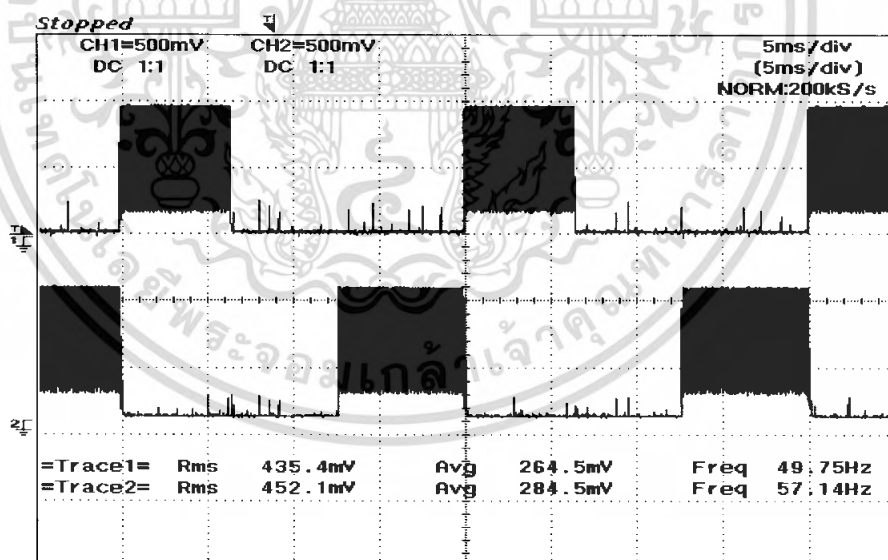 Stopped
CH1=500mV CH2=500mV 5ms/div
DC 1:1 DC 1:1 (5ms/div)
NORM:200kS/s
=Trace1= Rms 435.4mV Avg 264.5mV Freq 49.75Hz
=Trace2= Rms 452.1mV Avg 284.5mV Freq 57.14Hz